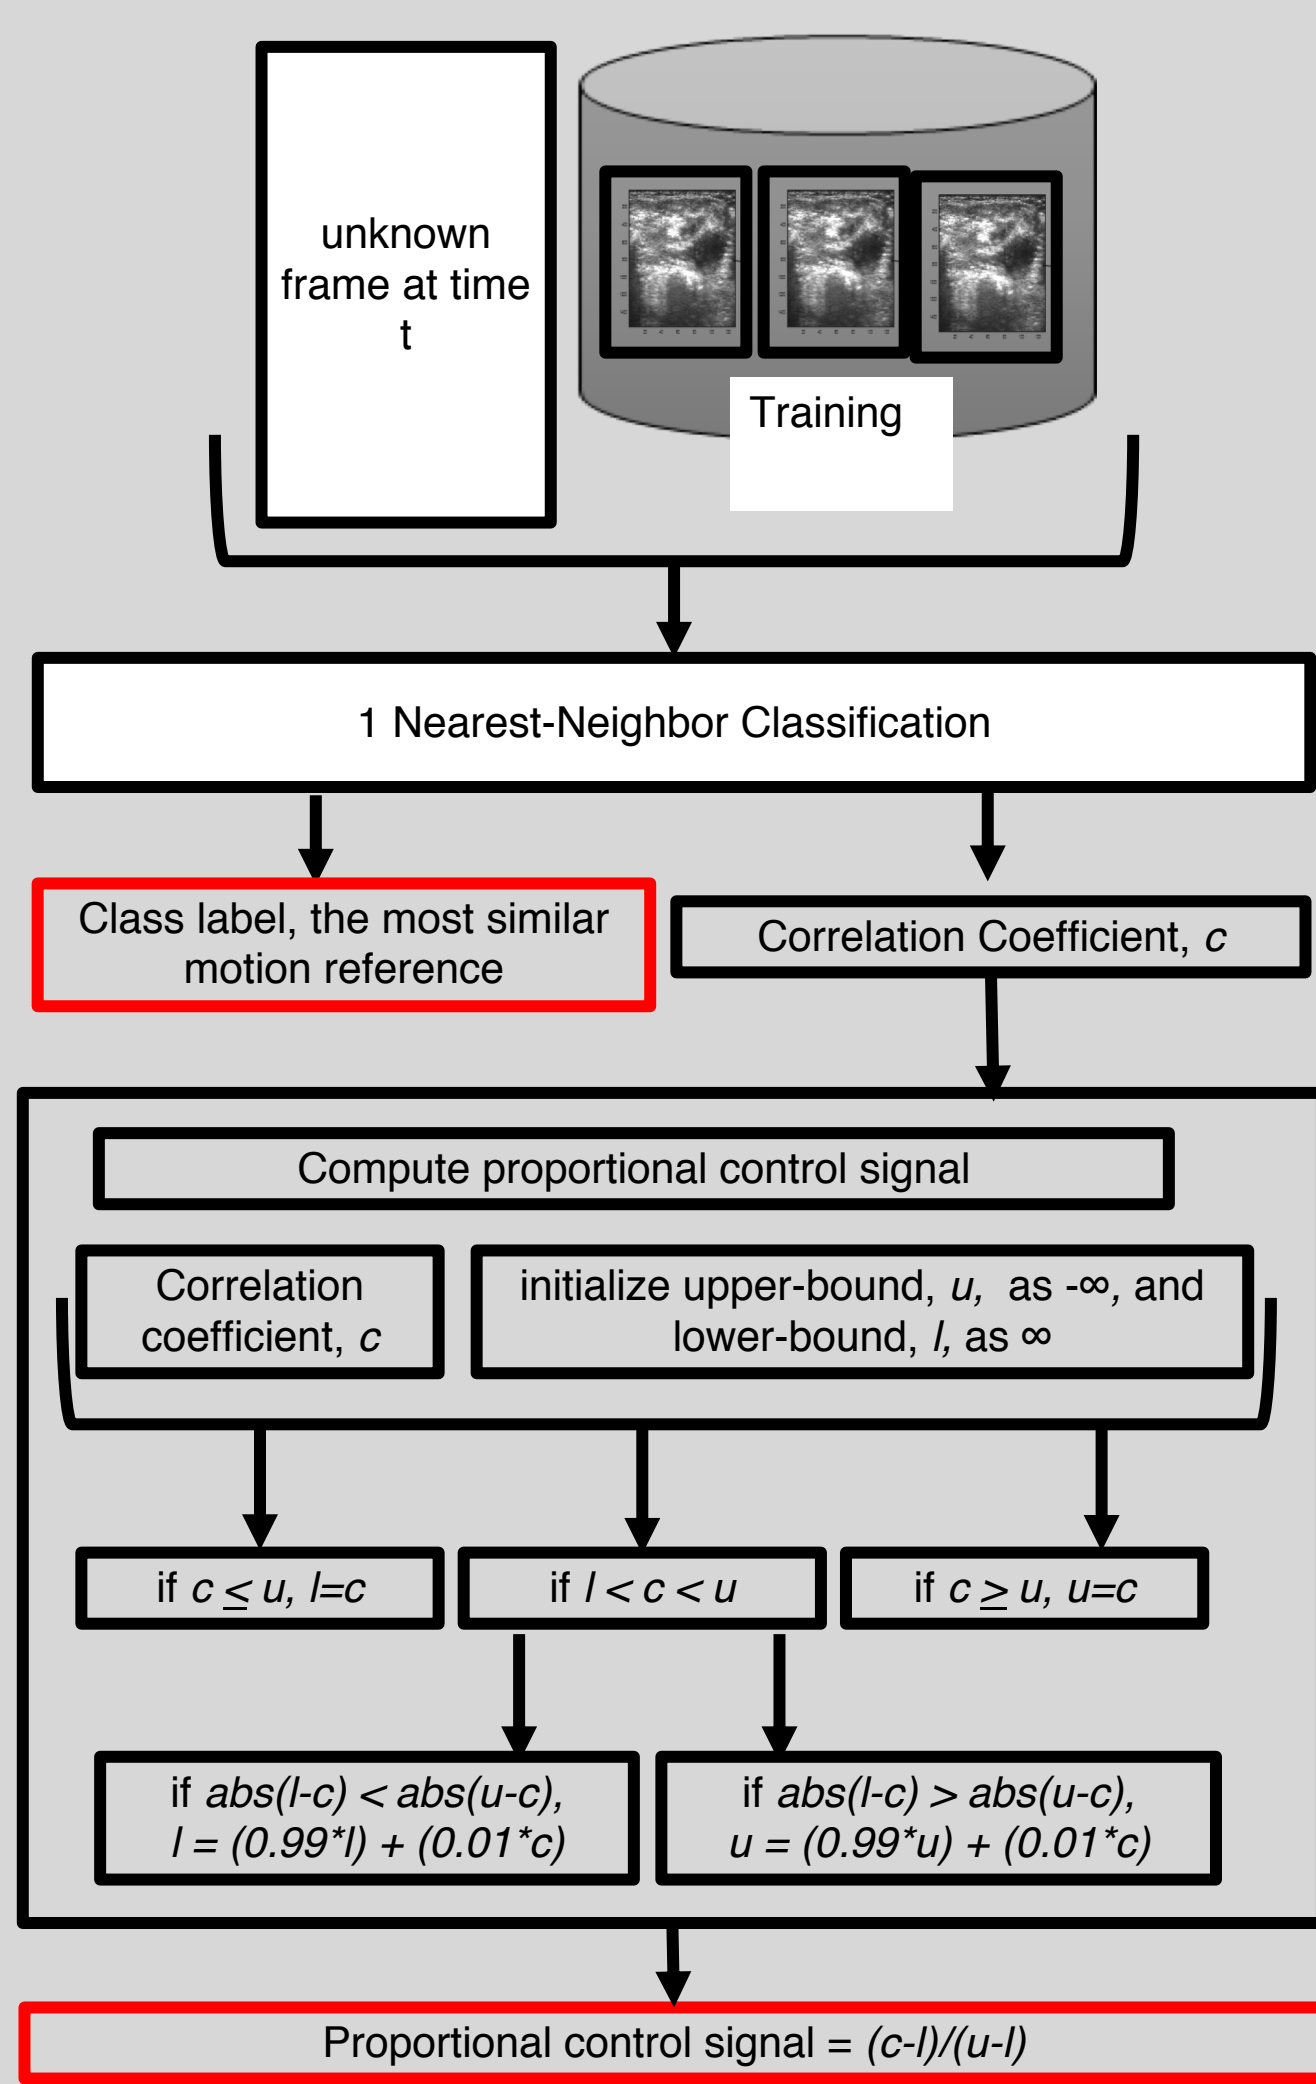 unknown
frame at time
t
Training
1 Nearest-Neighbor Classification
Class label, the most similar
motion reference
Correlation Coefficient, c
Compute proportional control signal
Correlation
coefficient, c
initialize upper-bound, u, as -∞, and
lower-bound, l, as ∞
if c ≤ u, l=c
if l < c < u
if c ≥ u, u=c
if abs(l-c) < abs(u-c),
l = (0.99*l) + (0.01*c)
if abs(l-c) > abs(u-c),
u = (0.99*u) + (0.01*c)
Proportional control signal = (c-l)/(u-l)